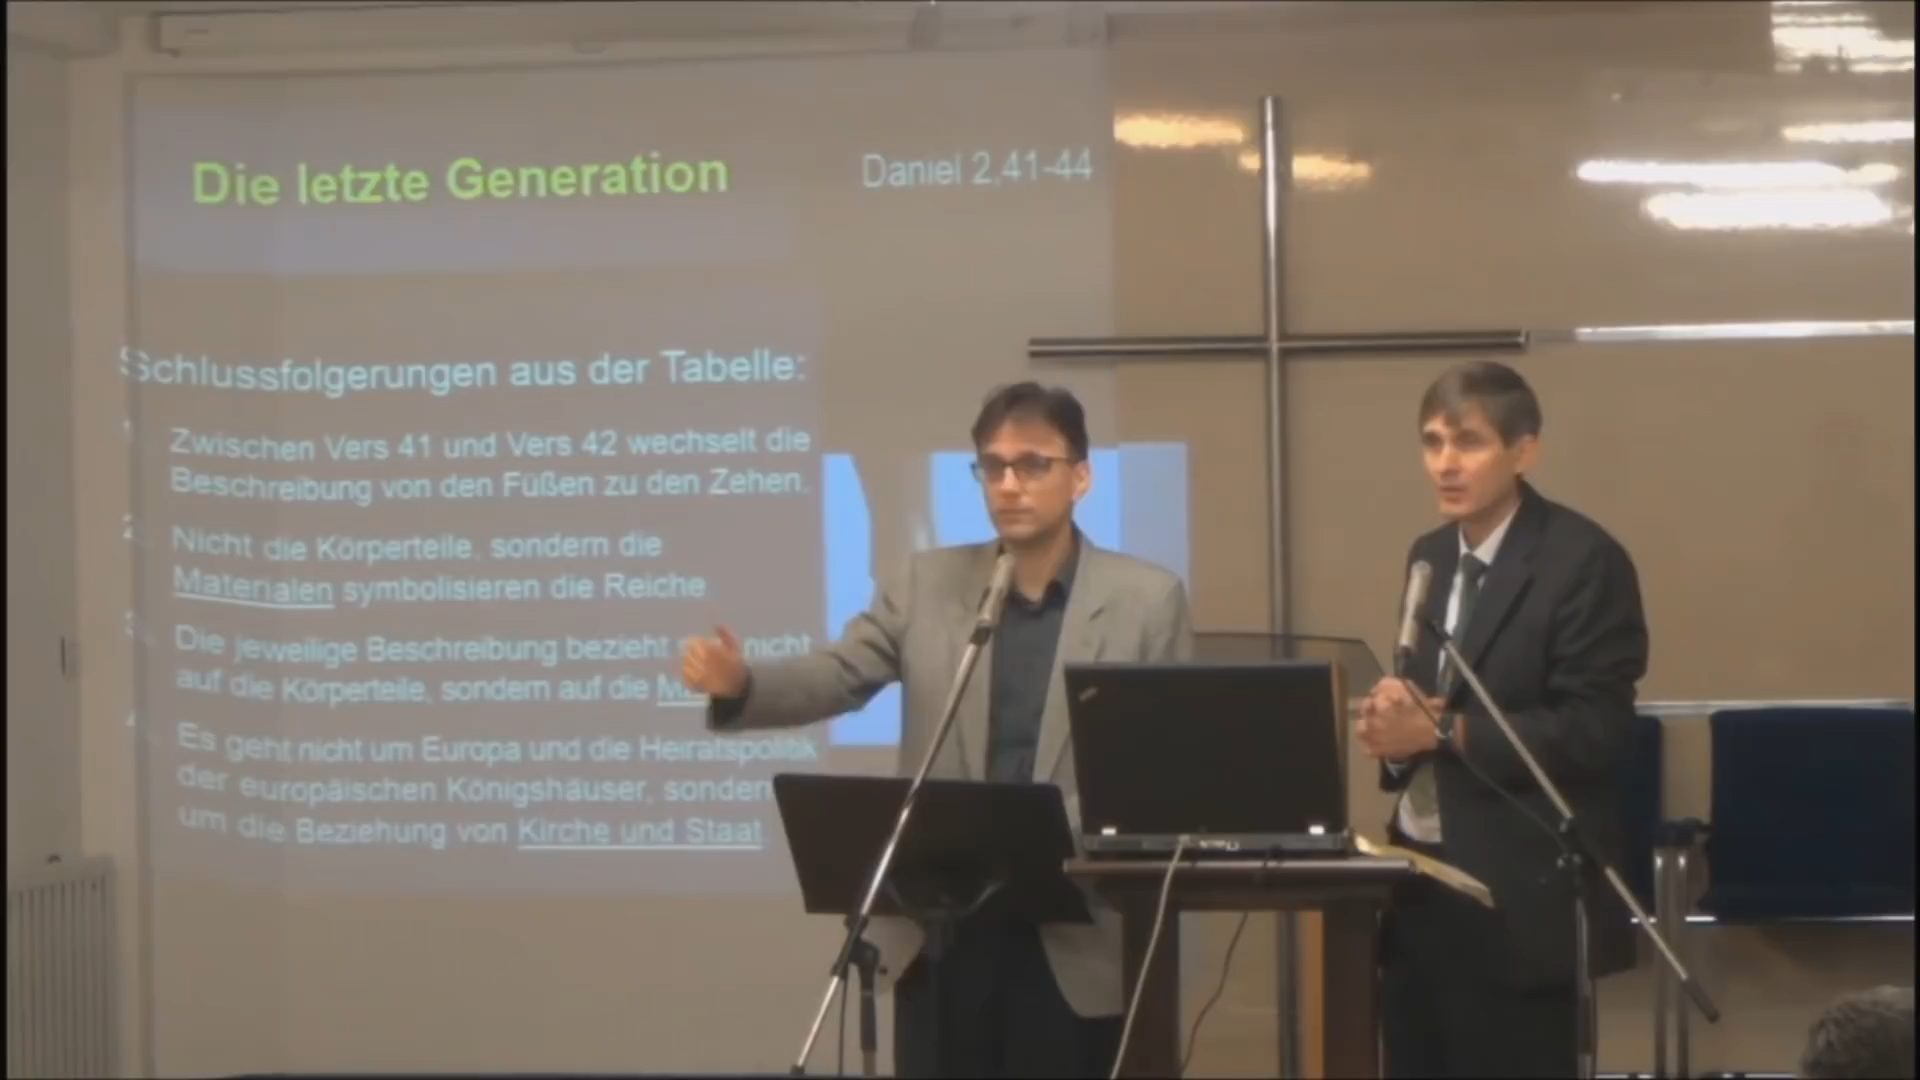 Die letzte Generation
Daniel 2,41-44
Schlussfolgerungen aus der Tabelle:
Zwischen Vers 41 und Vers 42 wechselt die
Beschreibung von den Füßen zu den Zehen.
2. Nicht die Körperteile, sondern die
Materialen symbolisieren die Reiche.
3. Die jeweilige Beschreibung bezieht nicht
auf die Körperteile, sondern auf die
Es geht nicht um Europa und die Heiratspolitik
der europäischen Königshäuser, sondern
um die Beziehung von Kirche und Staat